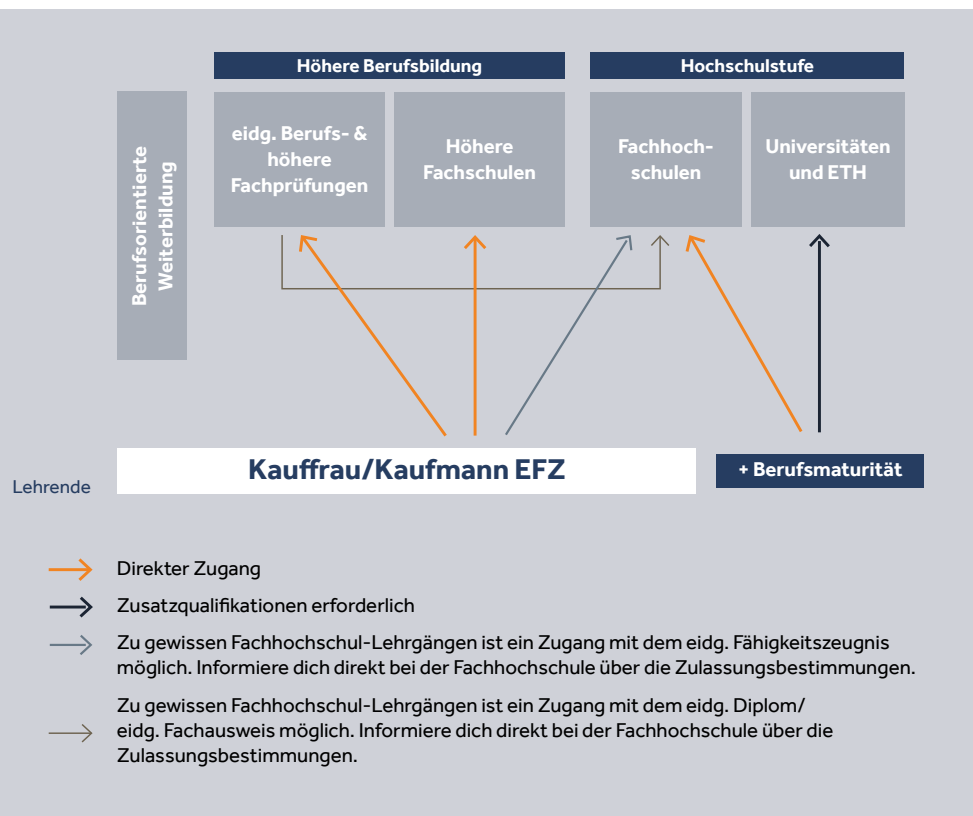 Höhere Berufsbildung
Hochschulstufe
Berufsorientierte
Weiterbildung
eidg. Berufs- &
höhere
Fachprüfungen
Höhere
Fachschulen
Fachhoch-
schulen
Universitäten
und ETH
Lehrende
Kauffrau/Kaufmann EFZ
+ Berufsmaturität
Direkter Zugang
Zusatzqualifikationen erforderlich
Zu gewissen Fachhochschul-Lehrgängen ist ein Zugang mit dem eidg. Fähigkeitszeugnis
möglich. Informiere dich direkt bei der Fachhochschule über die Zulassungsbestimmungen.
Zu gewissen Fachhochschul-Lehrgängen ist ein Zugang mit dem eidg. Diplom/
eidg. Fachausweis möglich. Informiere dich direkt bei der Fachhochschule über die
Zulassungsbestimmungen.